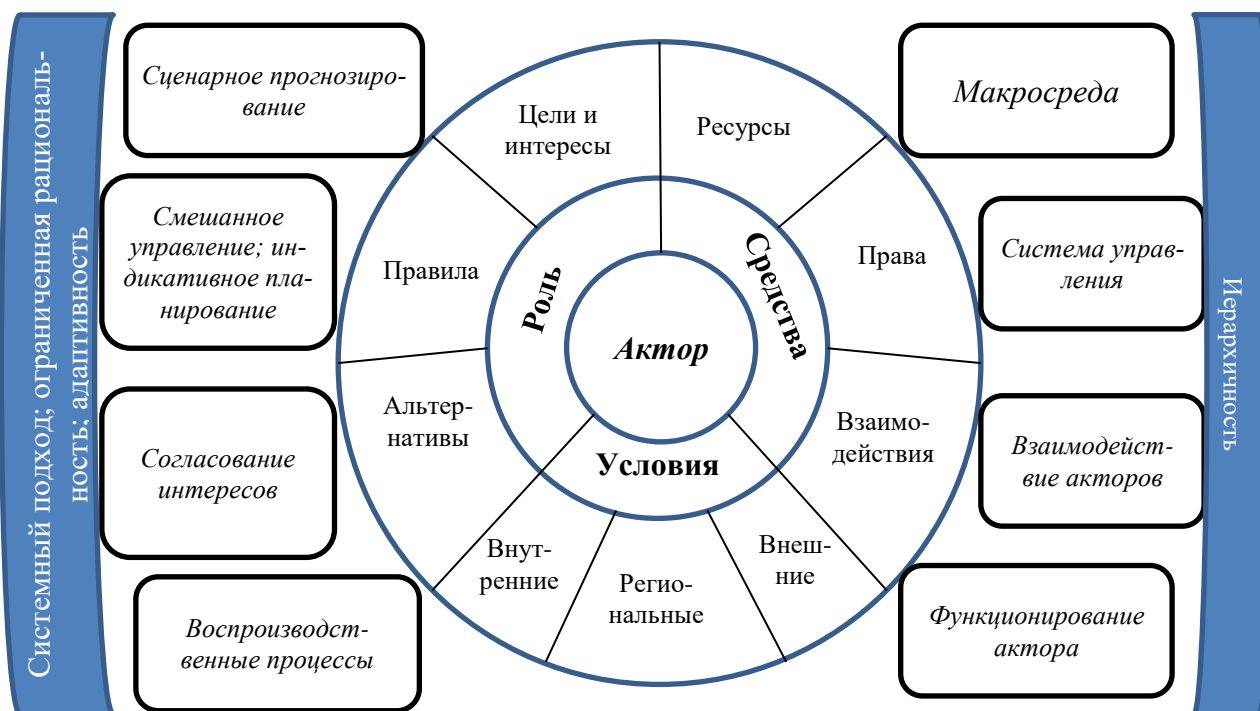 Системный подход; ограниченная рациональ-
ность; адаптивность
Сценарное прогнозиро-
вание
Смешанное
управление; ин-
дикативное пла-
нирование
Согласование
интересов
Воспроизводст-
венные процессы
Цели и
интересы
Ресурсы
Правила
Права
Роль
Средства
Актор
Альтер-
нативы
Взаимо-
действия
Условия
Внут-
ренние
Регио-
нальные
Внеш-
ние
Макросреда
Система управ-
ления
Взаимодейст-
вие акторов
Функционирование
актора
Иерархичность